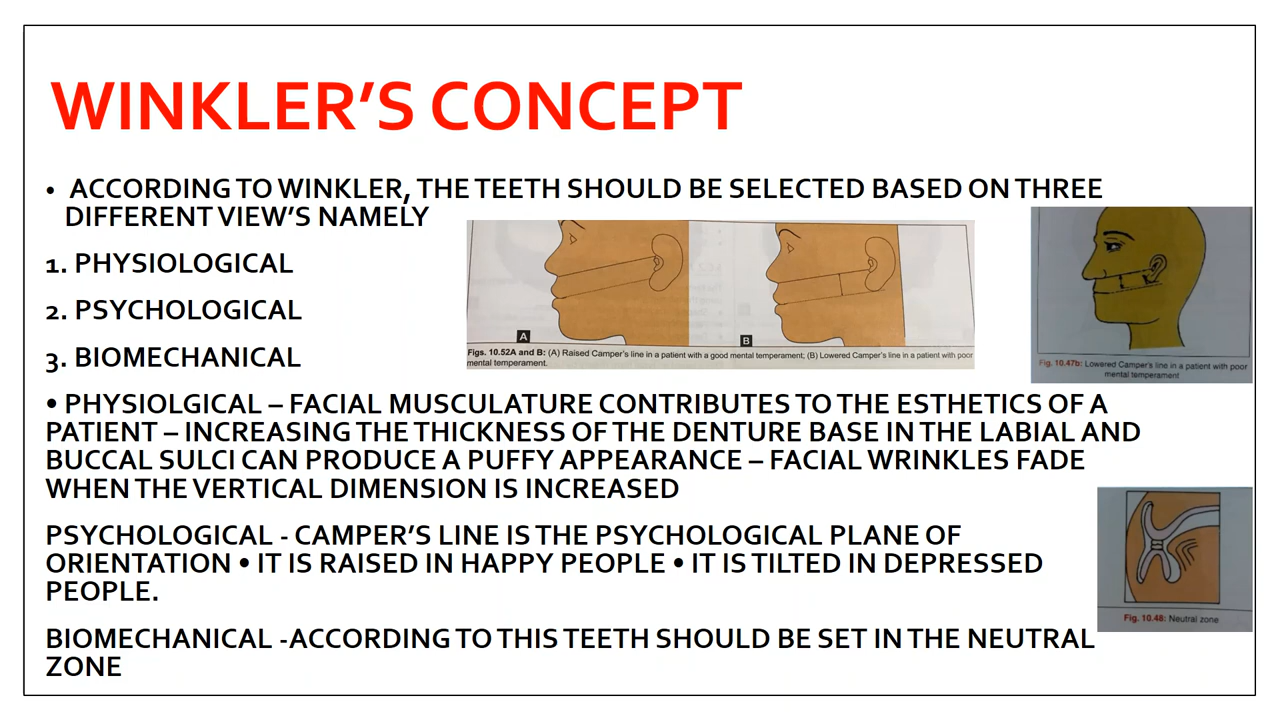 WINKLER'S CONCEPT
• ACCORDING TO WINKLER, THE TEETH SHOULD BE SELECTED BASED ON THREE
DIFFERENT VIEW'S NAMELY
1. PHYSIOLOGICAL
2. PSYCHOLOGICAL
3. BIOMECHANICAL
A
B
Figs. 10.52A and B: (A) Raised Camper's line in a patient with a good mental temperament; (B) Lowered Camper's line in a patient with poor
mental temperament.
Fig. 10.47b: Lowered Camper's line in a patient with poor
mental temperament
• PHYSIOLGICAL – FACIAL MUSCULATURE CONTRIBUTES TO THE ESTHETICS OF A
PATIENT – INCREASING THE THICKNESS OF THE DENTURE BASE IN THE LABIAL AND
BUCCAL SULCI CAN PRODUCE A PUFFY APPEARANCE – FACIAL WRINKLES FADE
WHEN THE VERTICAL DIMENSION IS INCREASED
PSYCHOLOGICAL - CAMPER'S LINE IS THE PSYCHOLOGICAL PLANE OF
ORIENTATION • IT IS RAISED IN HAPPY PEOPLE • IT IS TILTED IN DEPRESSED
PEOPLE.
Fig. 10.48: Neutral zone
BIOMECHANICAL -ACCORDING TO THIS TEETH SHOULD BE SET IN THE NEUTRAL
ZONE